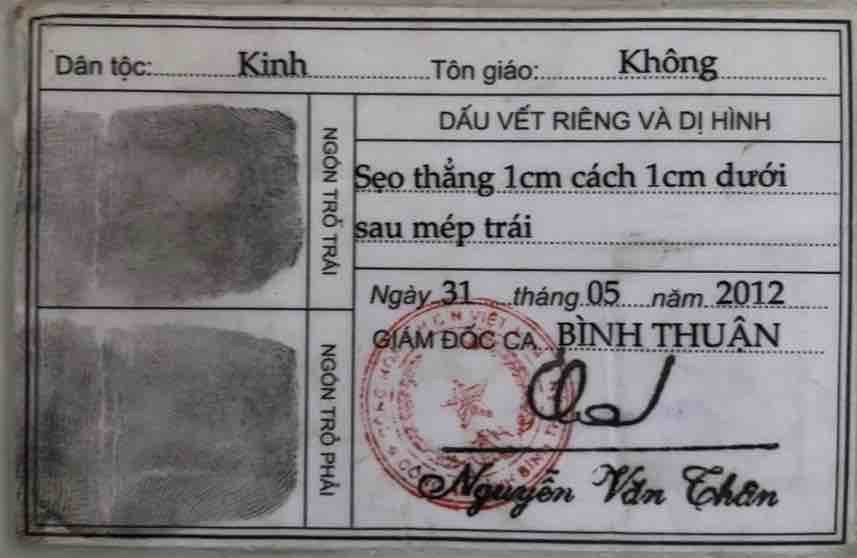 Dân tộc: Kinh Tôn giáo: Không
NGÓN TRỎ TRÁI
DẤU VẾT RIÊNG VÀ DỊ HÌNH
Sẹo thẳng 1cm cách 1cm dưới
sau mép trái
Ngày 31 tháng 05 năm 2012
GIÁM ĐỐC CA BÌNH THUẬN
NGÓN TRỎ PHẢI
Nguyễn Văn Thân